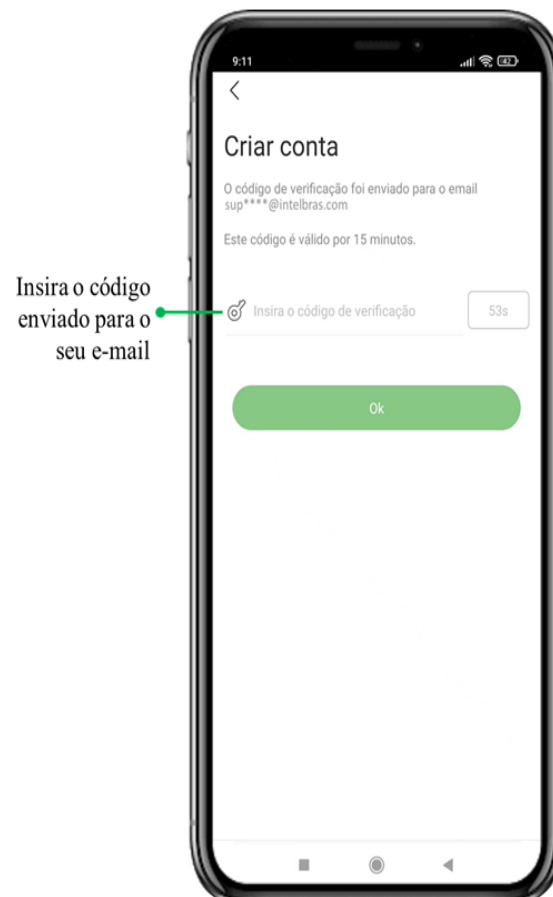 9:11
42
Criar conta
O código de verificação foi enviado para o email
sup****@intelbras.com
Este código é válido por 15 minutos.
Insira o código
enviado para o
seu e-mail
Insira o código de verificação
53s
Ok